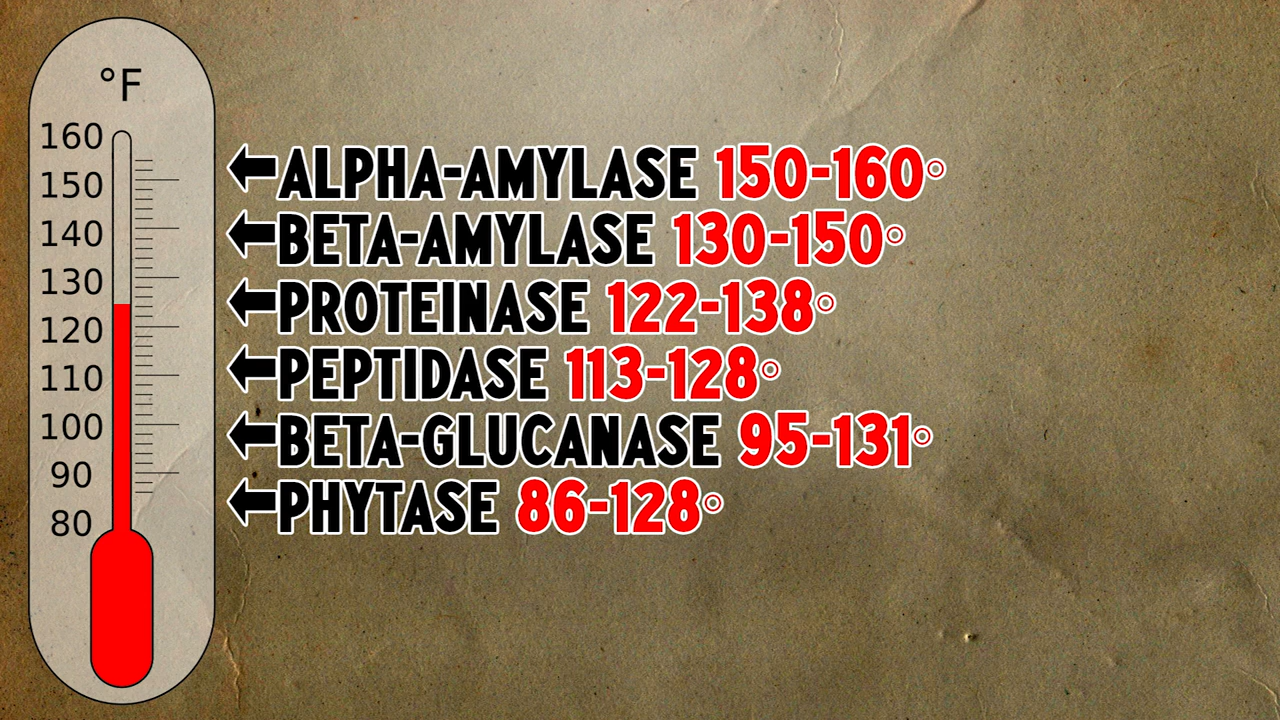 °F
160
150
140
130
120
110
100
90
80
ALPHA-AMYLASE 150-160°
BETA-AMYLASE 130-150°
PROTEINASE 122-138°
PEPTIDASE 113-128°
BETA-GLUCANASE 95-131°
PHYTASE 86-128°